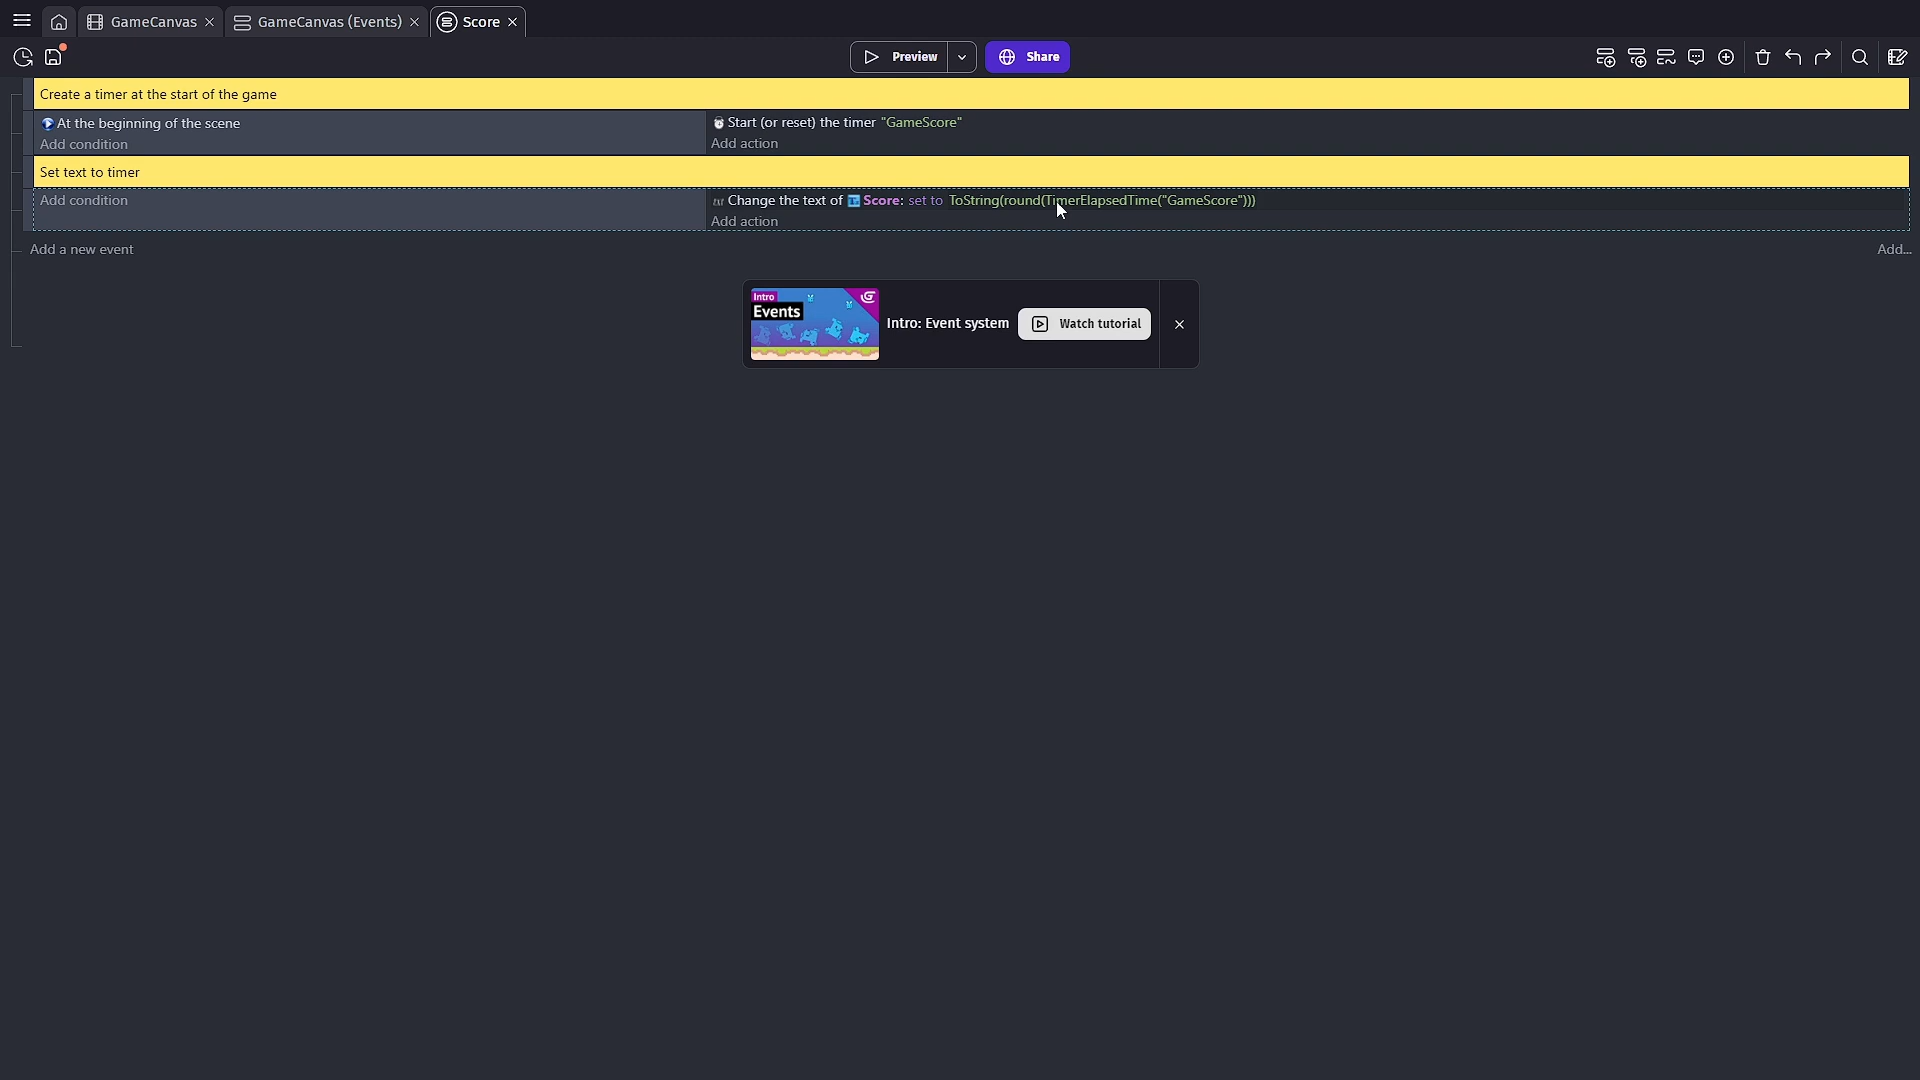 GameCanvas
GameCanvas (Events)
Score
Preview
Share
Create a timer at the start of the game
At the beginning of the scene
Start (or reset) the timer "GameScore"
Add condition
Add action
Set text to timer
Add condition
Change the text of Score: set to ToString(round(TimerElapsedTime("GameScore")))
Add action
Add a new event
Add...
Intro
Events
Intro: Event system
Watch tutorial